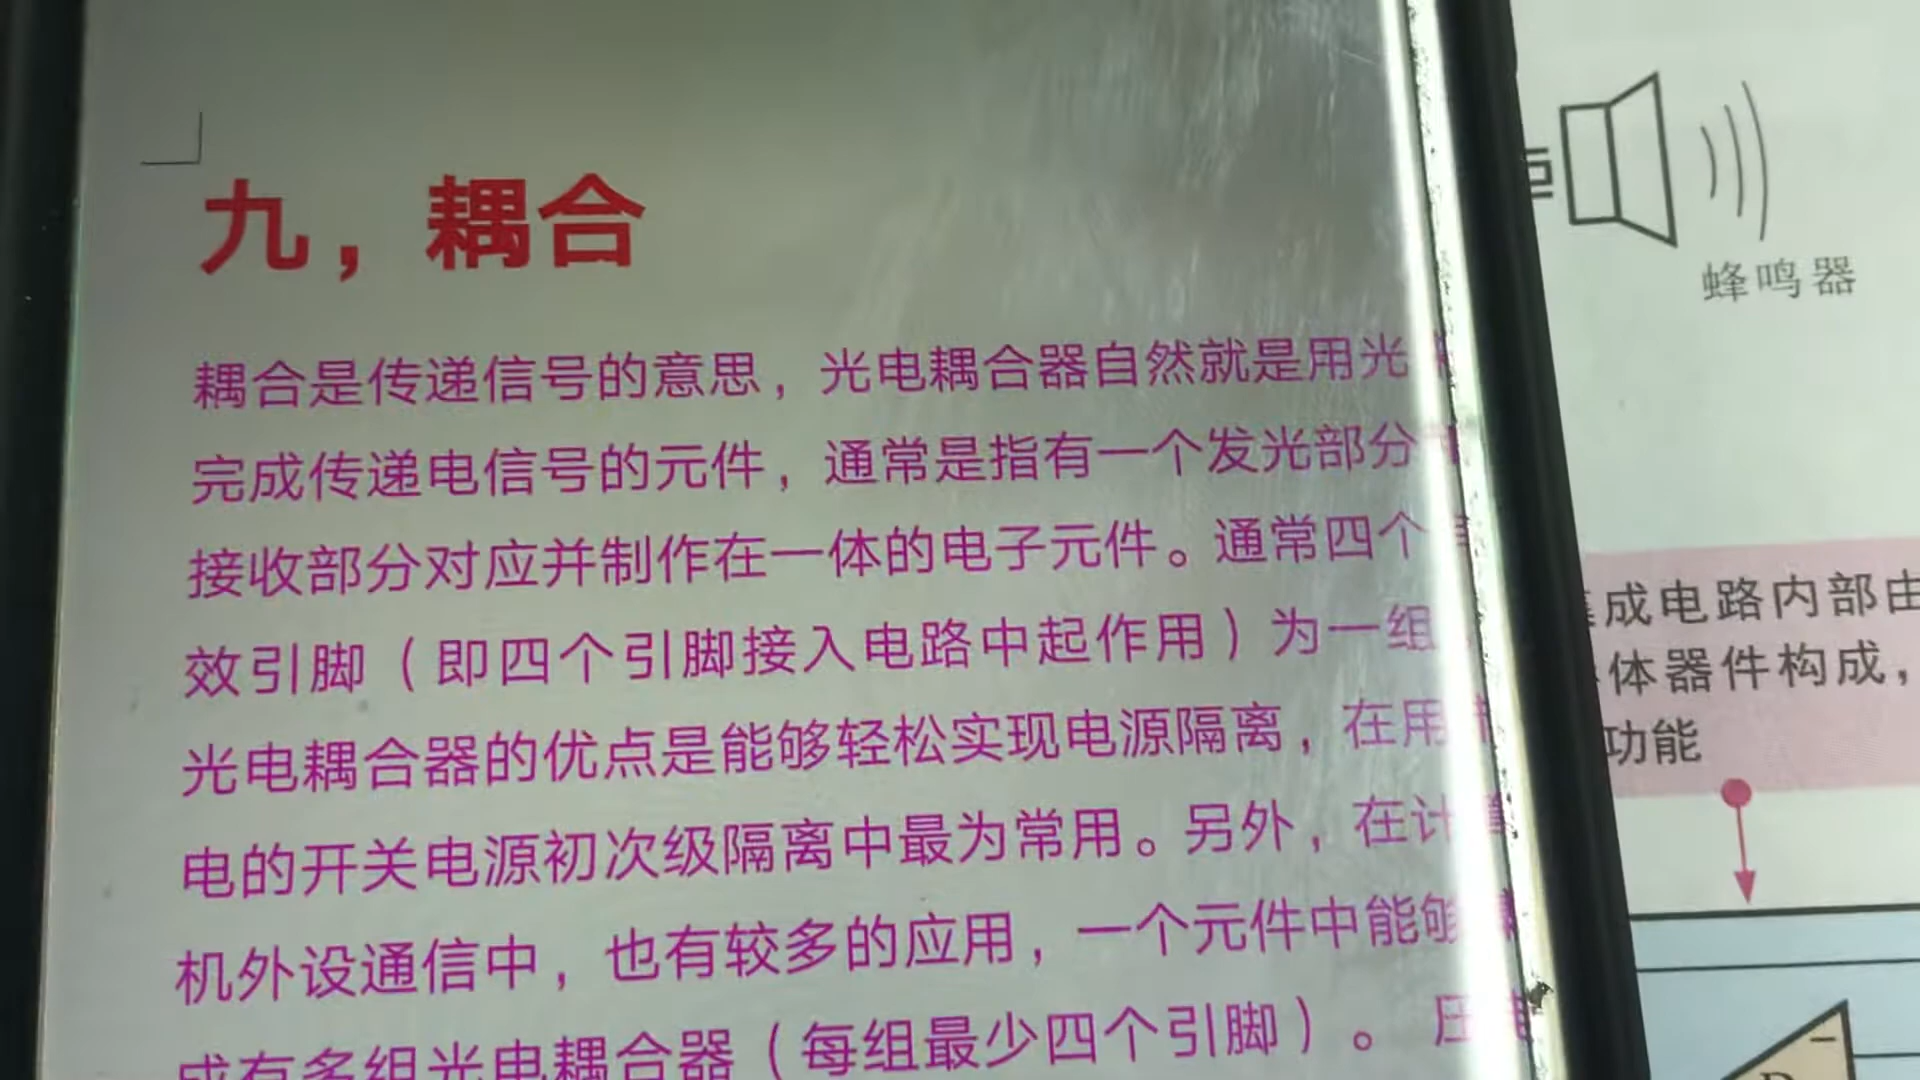 九，耦合
耦合是传递信号的意思，光电耦合器自然就是用光
完成传递电信号的元件，通常是指有一个发光部分
接收部分对应并制作在一体的电子元件。通常四个
效引脚（即四个引脚接入电路中起作用）为一组
光电耦合器的优点是能够轻松实现电源隔离，在用
电的开关电源初次级隔离中最为常用。另外，在计
机外设通信中，也有较多的应用，一个元件中能够
成有多组光电耦合器（每组最少四个引脚）。
蜂鸣器
成电路内部由
体器件构成，
功能